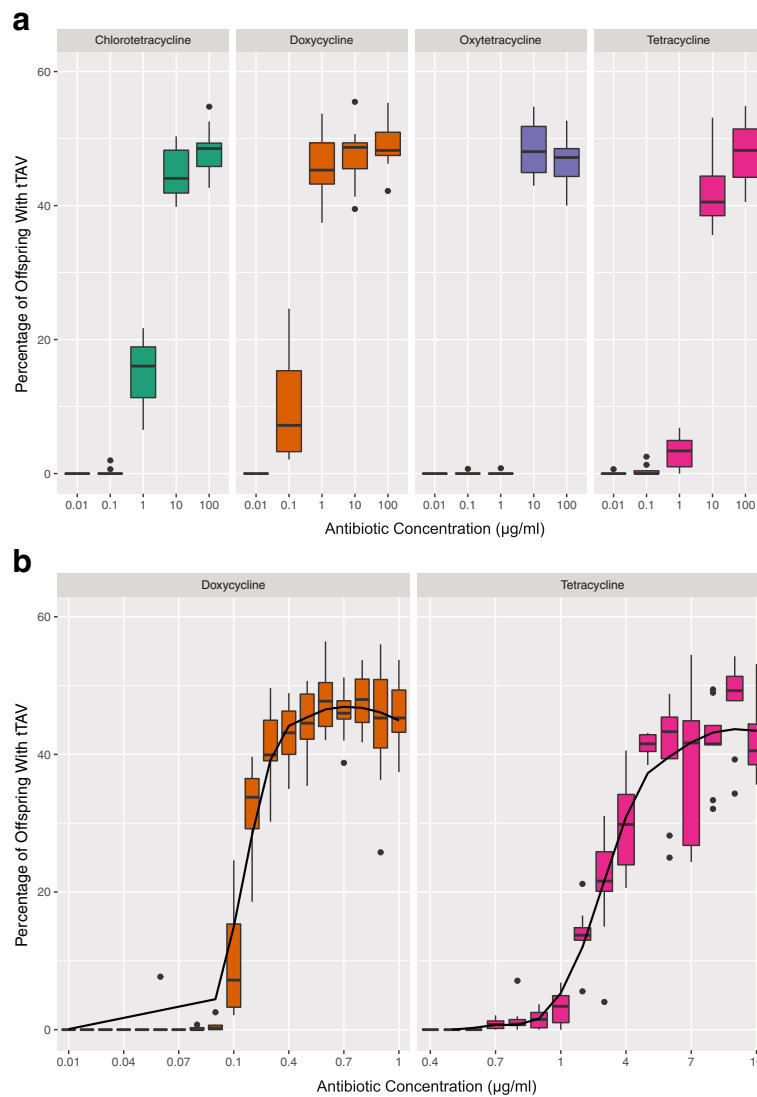 a
Chlorotetracycline Doxycycline Oxytetracycline Tetracycline
Percentage of Offspring With tTAV
60
40
20
0
0.01 0.1 1 10 100 0.01 0.1 1 10 100 0.01 0.1 1 10 100 0.01 0.1 1 10 100
Antibiotic Concentration (µg/ml)
b
Doxycycline Tetracycline
Percentage of Offspring With tTAV
60
40
20
0
0.01 0.04 0.07 0.1 0.4 0.7 1 0.4 0.7 1 4 7 10
Antibiotic Concentration (µg/ml)